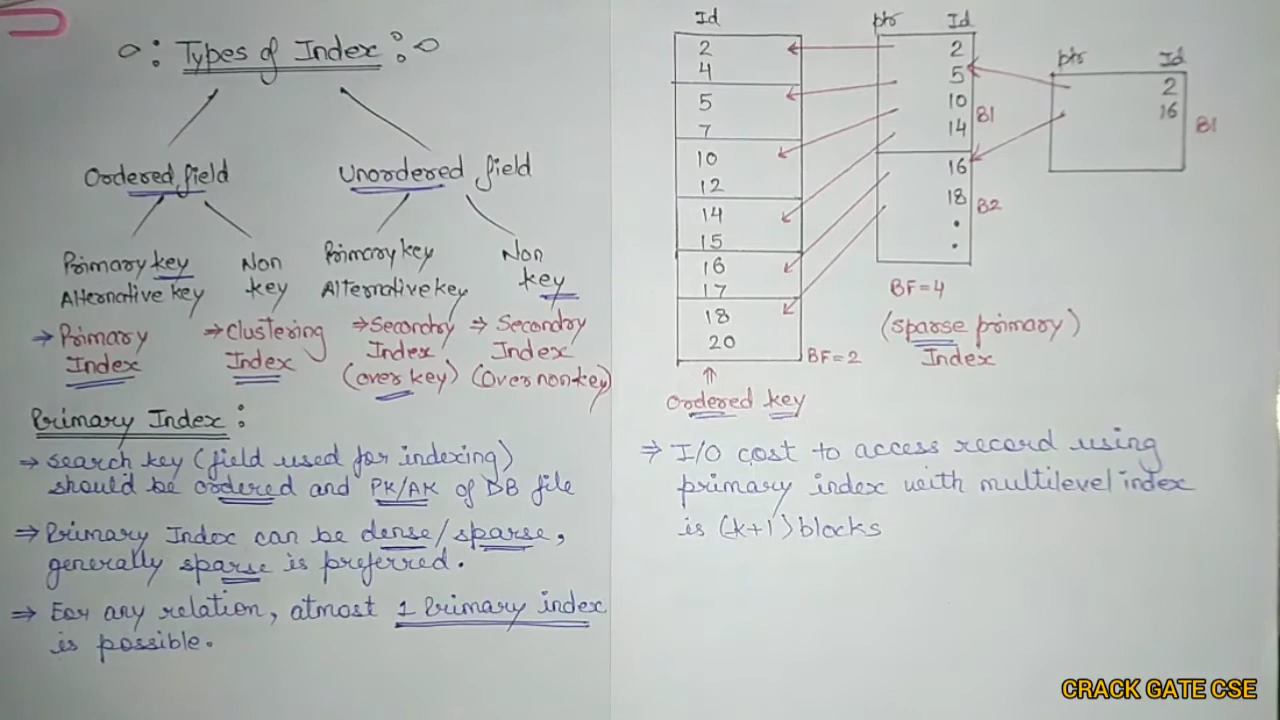 Types of Index
Ordered field
Unordered field
Primary key
Alternative key
Non
key
Primary key
Alternative key
Non
key
→ Primary
Index
→ Clustering
Index
⇒ Secondry
Index
(over key)
⇒ Secondry
Index
(Over non key)
Primary Index :
→ search key (field used for indexing)
should be ordered and PK/AK of DB file
⇒ Primary Index can be dense/sparse,
generally sparse is preferred.
⇒ For any relation, atmost 1 Primary index
is possible.
Id
2
4
5
7
10
12
14
15
16
17
18
20
BF=2
⇑
Ordered key
ptr Id
2
5
10
14
B1
16
18
B2
BF=4
(sparse primary)
Index
ptr Id
2
16
B1
⇒ I/O cost to access record using
primary index with multilevel index
is (k+1) blocks
CRACK GATE CSE